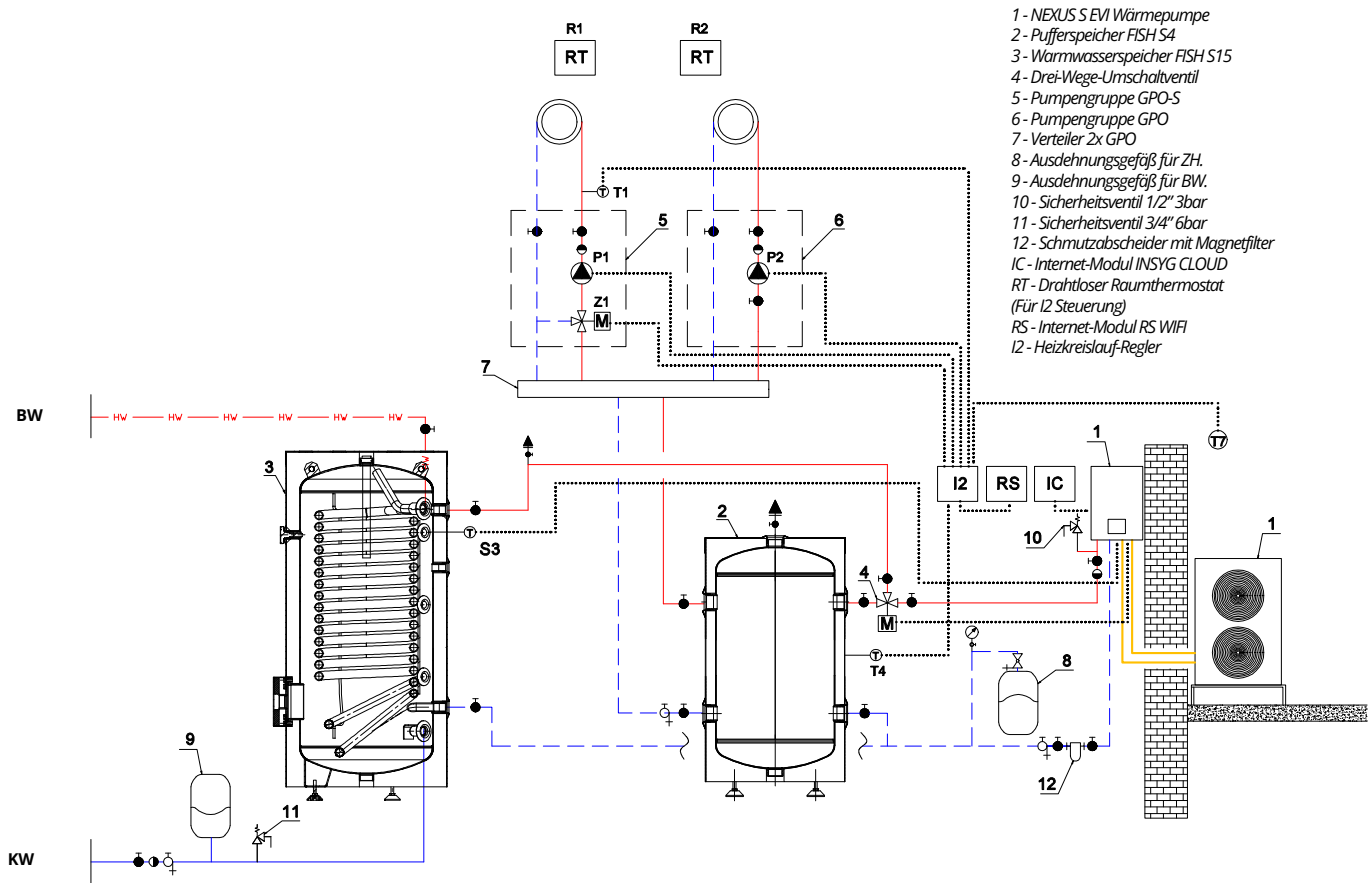 R1
RT
R2
RT
1 - NEXUS S EVI Wärmepumpe
2 - Pufferspeicher FISH S4
3 - Warmwasserspeicher FISH S15
4 - Drei-Wege-Umschaltventil
5 - Pumpengruppe GPO-S
6 - Pumpengruppe GPO
7 - Verteiler 2x GPO
8 - Ausdehnungsgefäß für ZH.
9 - Ausdehnungsgefäß für BW.
10 - Sicherheitsventil 1/2” 3bar
11 - Sicherheitsventil 3/4” 6bar
12 - Schmutzabscheider mit Magnetfilter
IC - Internet-Modul INSYG CLOUD
RT - Drahtloser Raumthermostat
(Für I2 Steuerung)
RS - Internet-Modul RS WIFI
I2 - Heizkreislauf-Regler
T T1
5
6
P1
P2
Z1
M
7
BW
HW HW HW HW HW HW
HW
T7
3
1
I2
RS
IC
T
S3
10
2
1
4
M
T
T4
8
9
12
11
KW